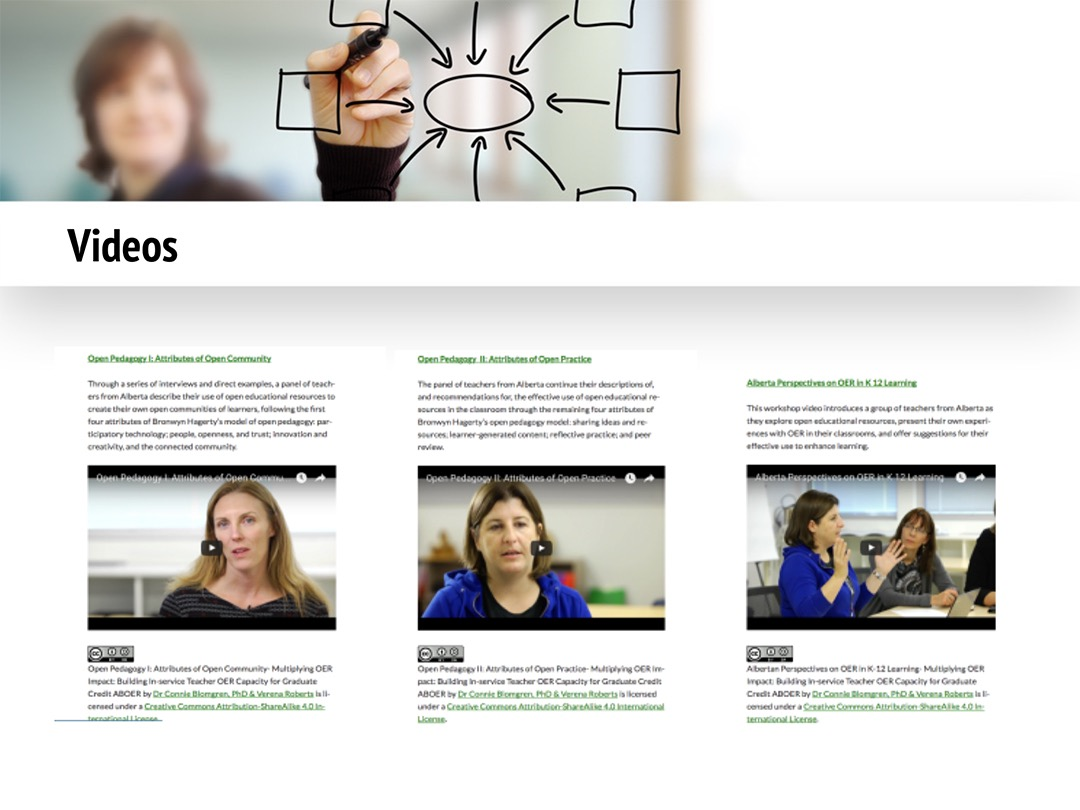 Videos
Open Pedagogy I: Attributes of Open Community
Through a series of interviews and direct examples, a panel of teach-
ers from Alberta describe their use of open educational resources to
create their own open communities of learners, following the first
four attributes of Bronwyn Hagerty's model of open pedagogy: par-
ticipatory technology; people, openness, and trust; innovation and
creativity, and the connected community.
Open Pedagogy I: Attributes of Open Commu
Open Pedagogy I: Attributes of Open Community- Multiplying OER
Impact: Building In-service Teacher OER Capacity for Graduate
Credit ABOER by Dr Connie Blomgren, PhD & Verena Roberts is li-
censed under a Creative Commons Attribution-ShareAlike 4.0 In-
ternational License.
Open Pedagogy II: Attributes of Open Practice
The panel of teachers from Alberta continue their descriptions of,
and recommendations for, the effective use of open educational re-
sources in the classroom through the remaining four attributes of
Bronwyn Hagerty's open pedagogy model: sharing ideas and re-
sources; learner-generated content; reflective practice; and peer
review.
Open Pedagogy II: Attributes of Open Practice
Open Pedagogy II: Attributes of Open Practice- Multiplying OER Im-
pact: Building In-service Teacher OER Capacity for Graduate Credit
ABOER by Dr Connie Blomgren, PhD & Verena Roberts is licensed
under a Creative Commons Attribution-ShareAlike 4.0 International
License.
Alberta Perspectives on OER in K 12 Learning
This workshop video introduces a group of teachers from Alberta as
they explore open educational resources, present their own experi-
ences with OER in their classrooms, and offer suggestions for their
effective use to enhance learning.
Alberta Perspectives on OER in K 12 Learning
Albertan Perspectives on OER in K-12 Learning- Multiplying OER
Impact: Building In-service Teacher OER Capacity for Graduate
Credit ABOER by Dr Connie Blomgren, PhD & Verena Roberts is li-
censed under a Creative Commons Attribution-ShareAlike 4.0 In-
ternational License.